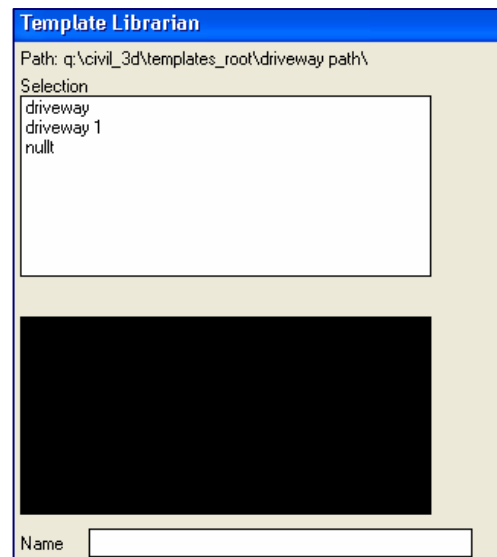 Template Librarian
Path: q:\civil_3d\templates_root\driveway path\
Selection
driveway
driveway 1
nullt
Name